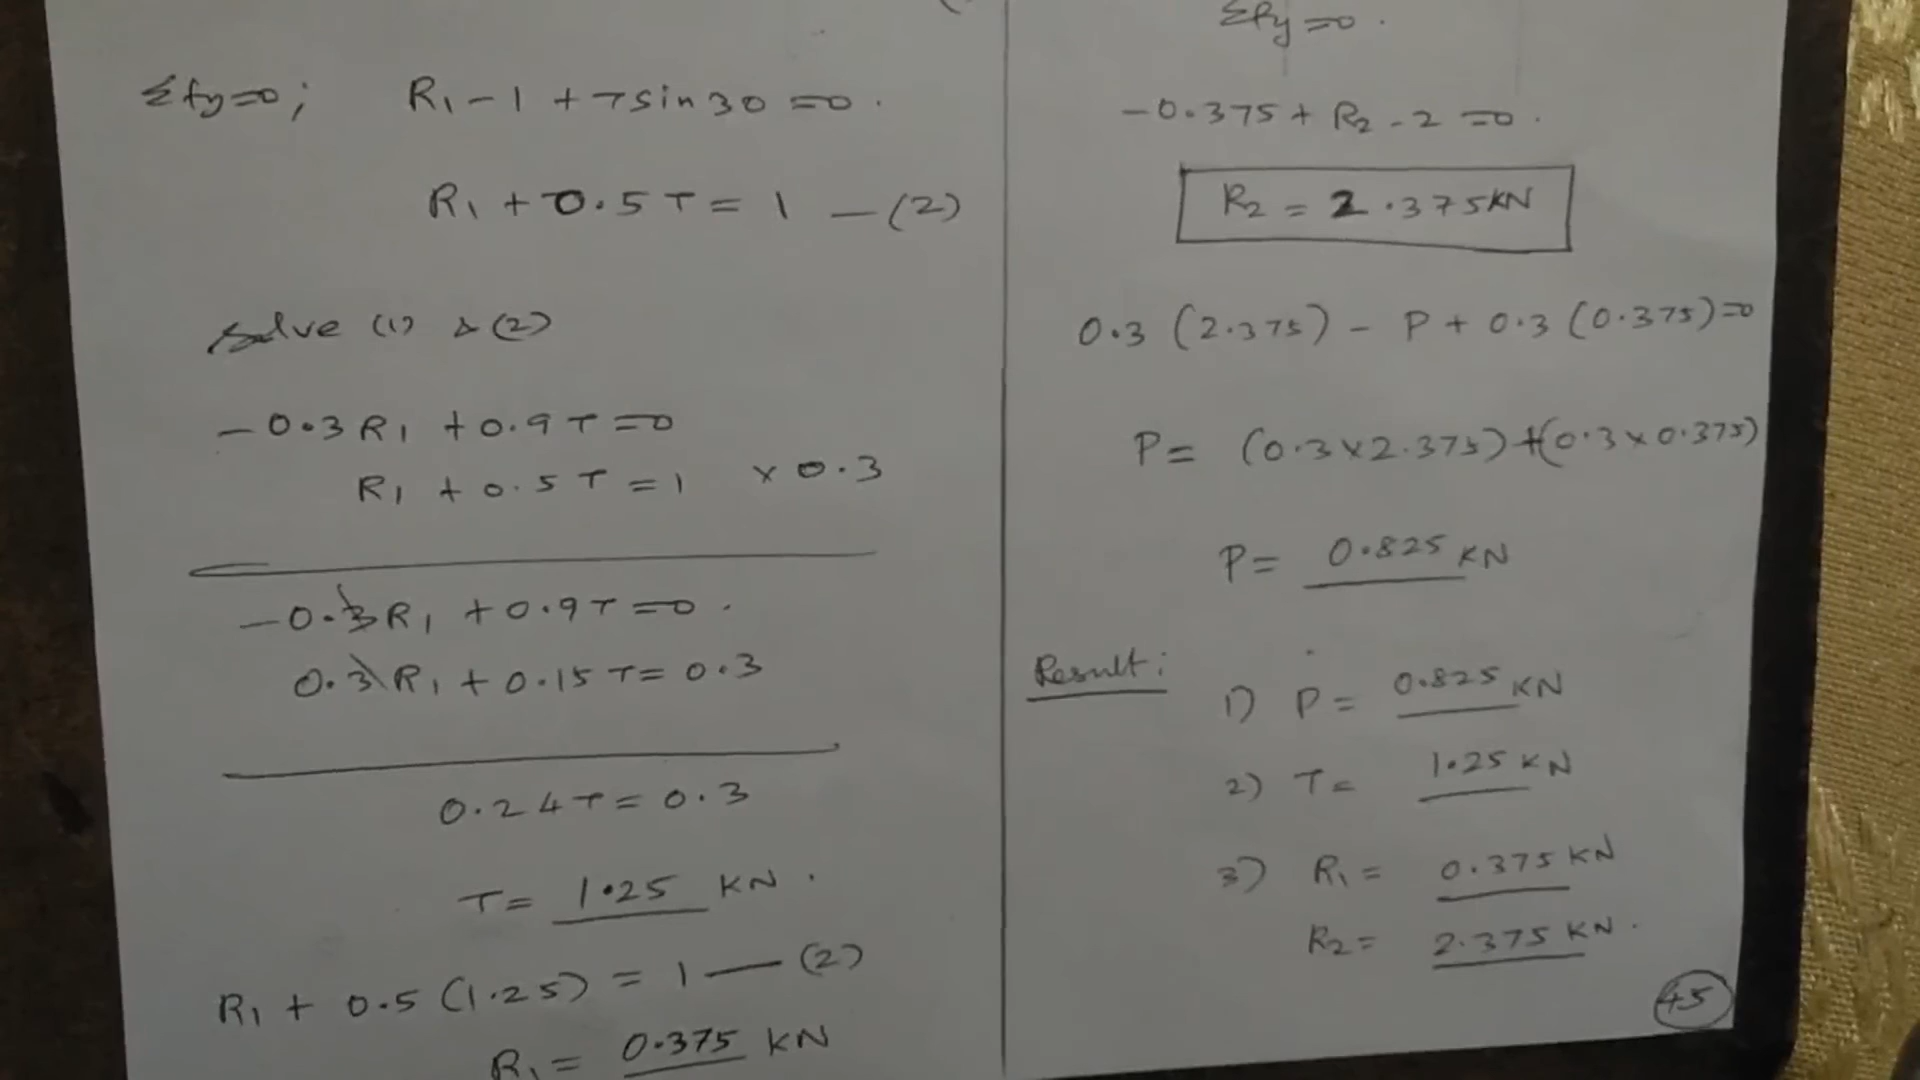 Σfy=0; R₁ - 1 + T sin 30 = 0.
R₁ + 0.5 T = 1 — (2)
Solve (1) & (2)
-0.3 R₁ + 0.9 T = 0
R₁ + 0.5 T = 1 × 0.3
-0.3 R₁ + 0.9 T = 0.
0.3 R₁ + 0.15 T = 0.3
0.24 T = 0.3
T = 1.25 KN.
R₁ + 0.5 (1.25) = 1 — (2)
R₁ = 0.375 KN
ΣFy=0.
-0.375 + R₂ - 2 = 0.
R₂ = 2.375 KN
0.3 (2.375) - P + 0.3 (0.375) = 0
P = (0.3 × 2.375) + (0.3 × 0.375)
P = 0.825 KN
Result:
1) P = 0.825 KN
2) T = 1.25 KN
3) R₁ = 0.375 KN
R₂ = 2.375 KN.
45